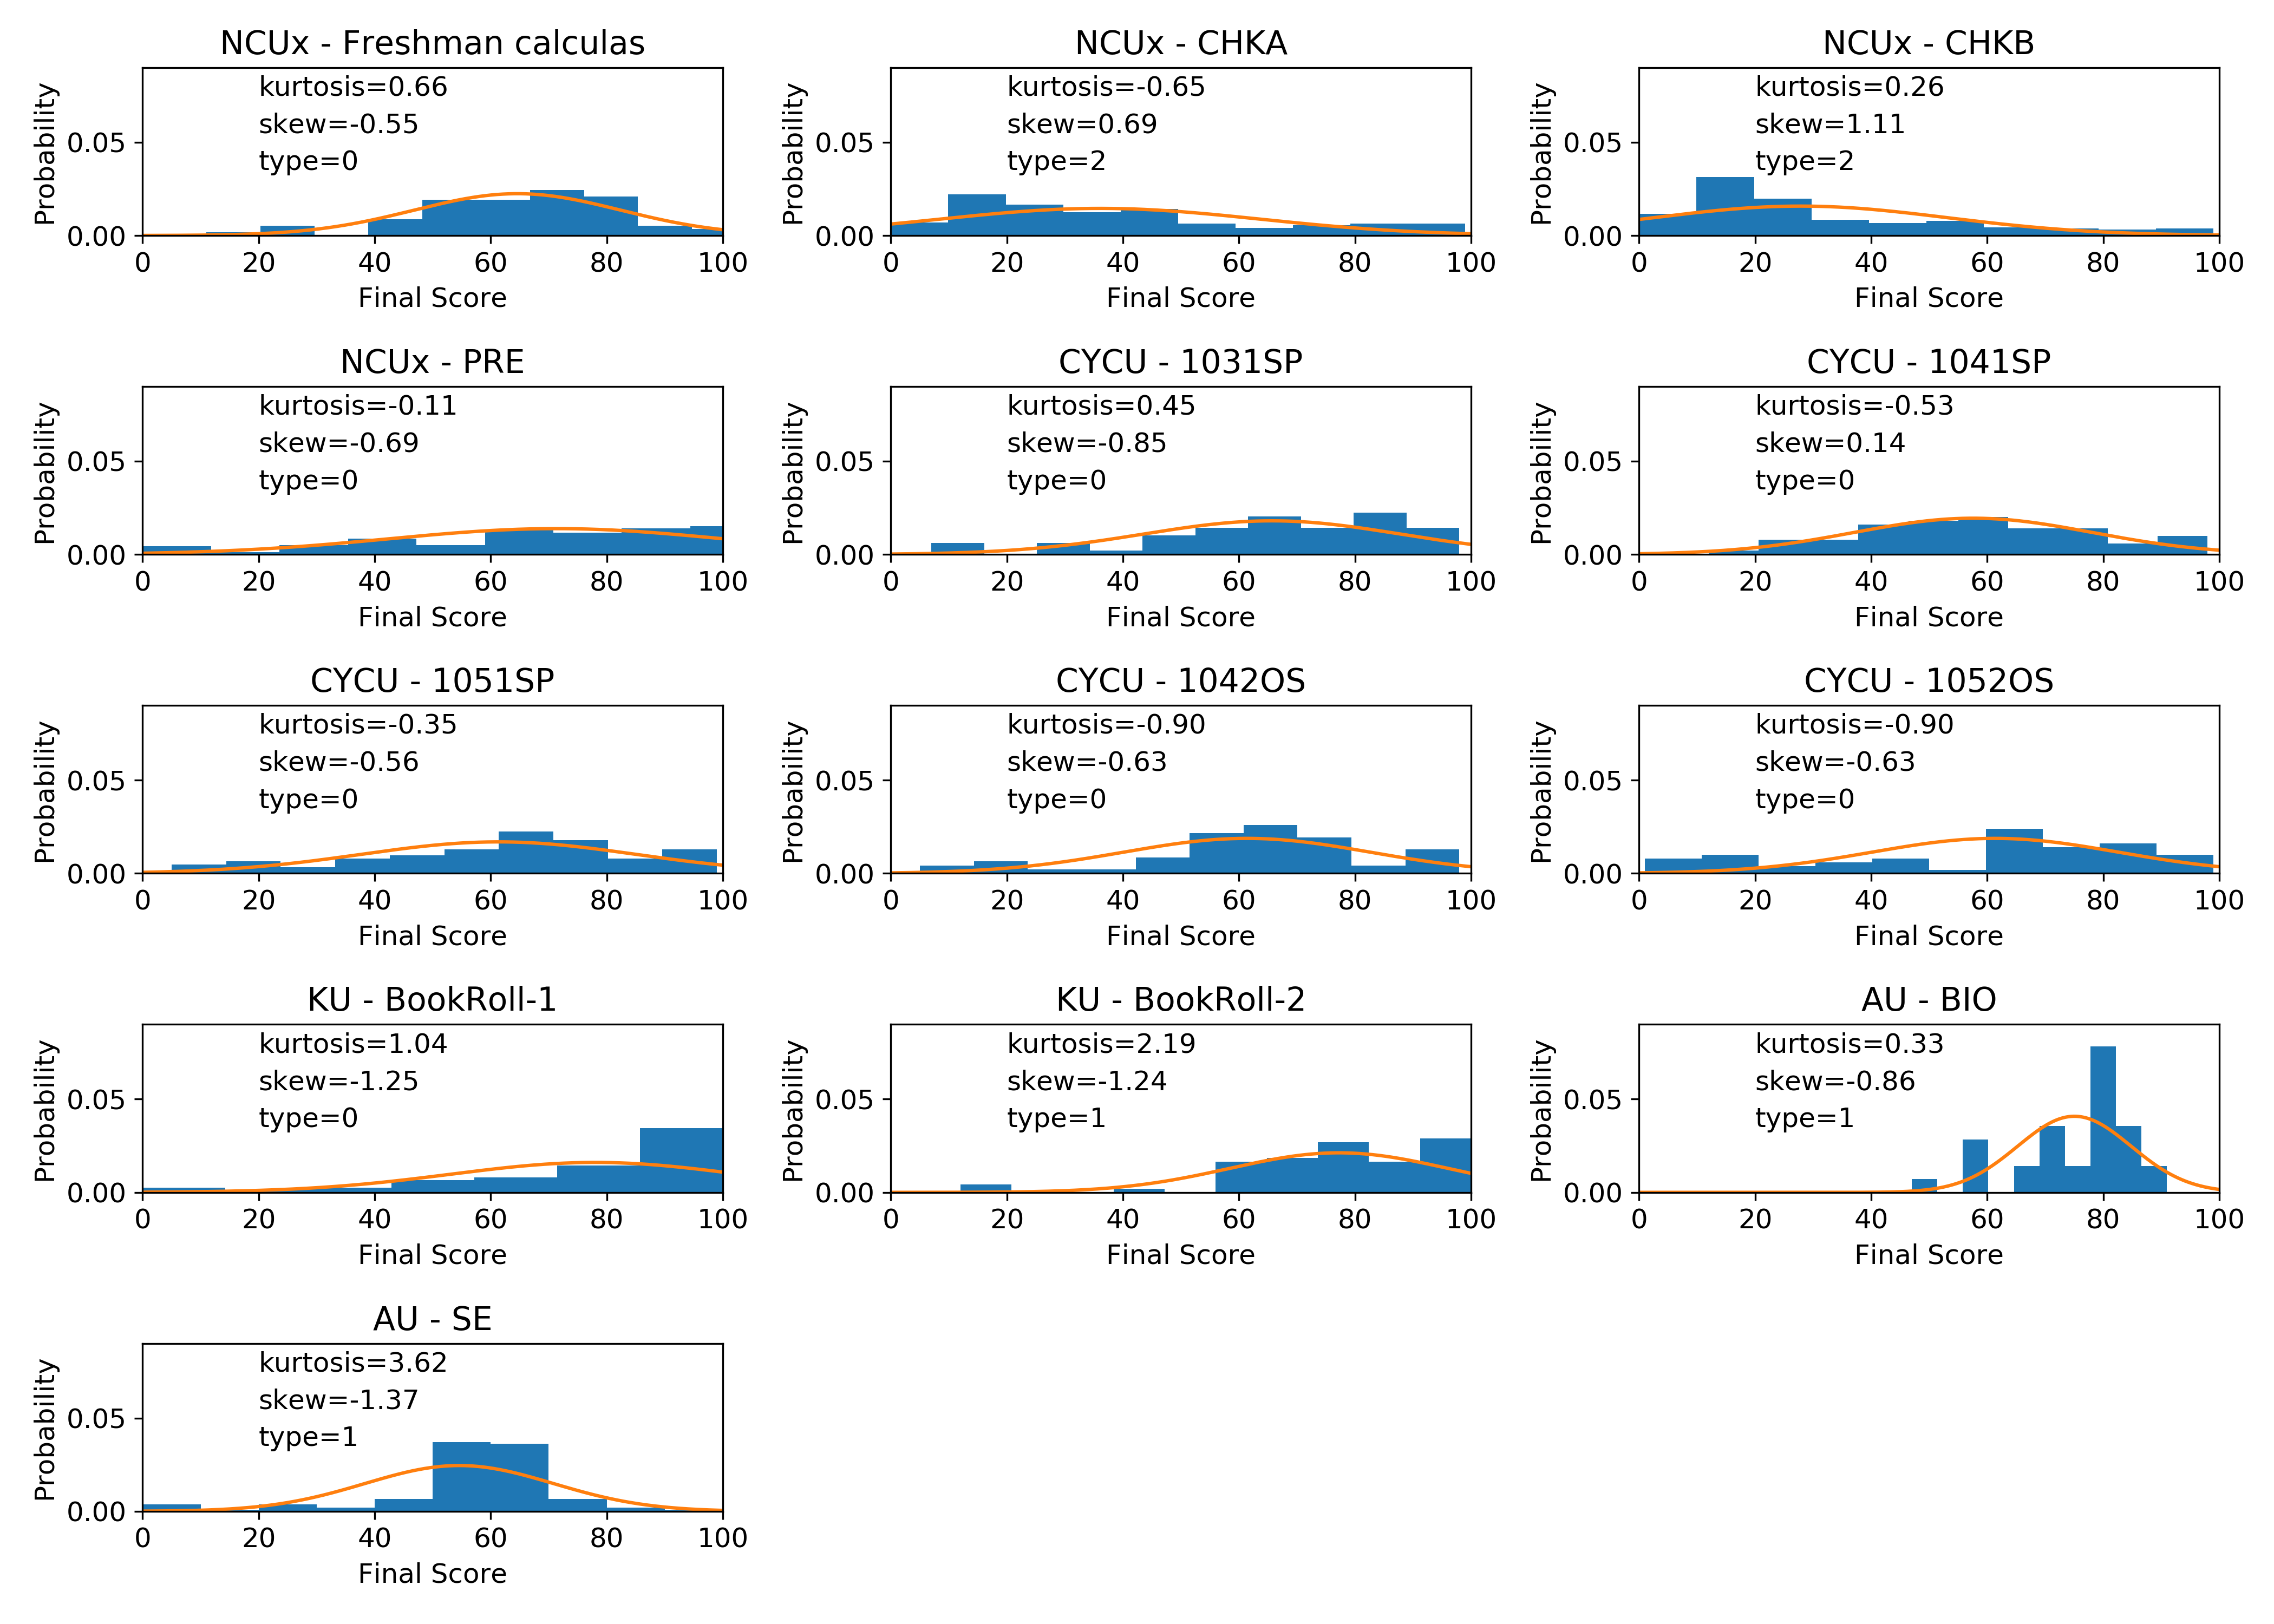 NCUx - Freshman calculas
kurtosis=0.66
skew=-0.55
type=0
Probability
0.05
0.00
0 20 40 60 80 100
Final Score
NCUx - CHKA
kurtosis=-0.65
skew=0.69
type=2
Probability
0.05
0.00
0 20 40 60 80 100
Final Score
NCUx - CHKB
kurtosis=0.26
skew=1.11
type=2
Probability
0.05
0.00
0 20 40 60 80 100
Final Score
NCUx - PRE
kurtosis=-0.11
skew=-0.69
type=0
Probability
0.05
0.00
0 20 40 60 80 100
Final Score
CYCU - 1031SP
kurtosis=0.45
skew=-0.85
type=0
Probability
0.05
0.00
0 20 40 60 80 100
Final Score
CYCU - 1041SP
kurtosis=-0.53
skew=0.14
type=0
Probability
0.05
0.00
0 20 40 60 80 100
Final Score
CYCU - 1051SP
kurtosis=-0.35
skew=-0.56
type=0
Probability
0.05
0.00
0 20 40 60 80 100
Final Score
CYCU - 1042OS
kurtosis=-0.90
skew=-0.63
type=0
Probability
0.05
0.00
0 20 40 60 80 100
Final Score
CYCU - 1052OS
kurtosis=-0.90
skew=-0.63
type=0
Probability
0.05
0.00
0 20 40 60 80 100
Final Score
KU - BookRoll-1
kurtosis=1.04
skew=-1.25
type=0
Probability
0.05
0.00
0 20 40 60 80 100
Final Score
KU - BookRoll-2
kurtosis=2.19
skew=-1.24
type=1
Probability
0.05
0.00
0 20 40 60 80 100
Final Score
AU - BIO
kurtosis=0.33
skew=-0.86
type=1
Probability
0.05
0.00
0 20 40 60 80 100
Final Score
AU - SE
kurtosis=3.62
skew=-1.37
type=1
Probability
0.05
0.00
0 20 40 60 80 100
Final Score